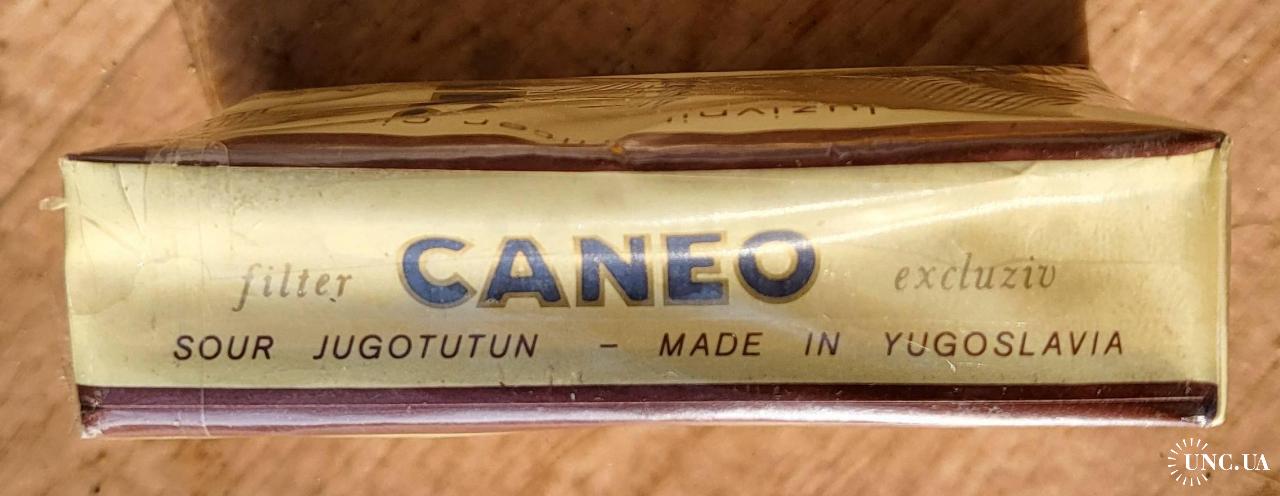 filter CANEO excluziv
SOUR JUGOTUTUN – MADE IN YUGOSLAVIA
UNC.UA